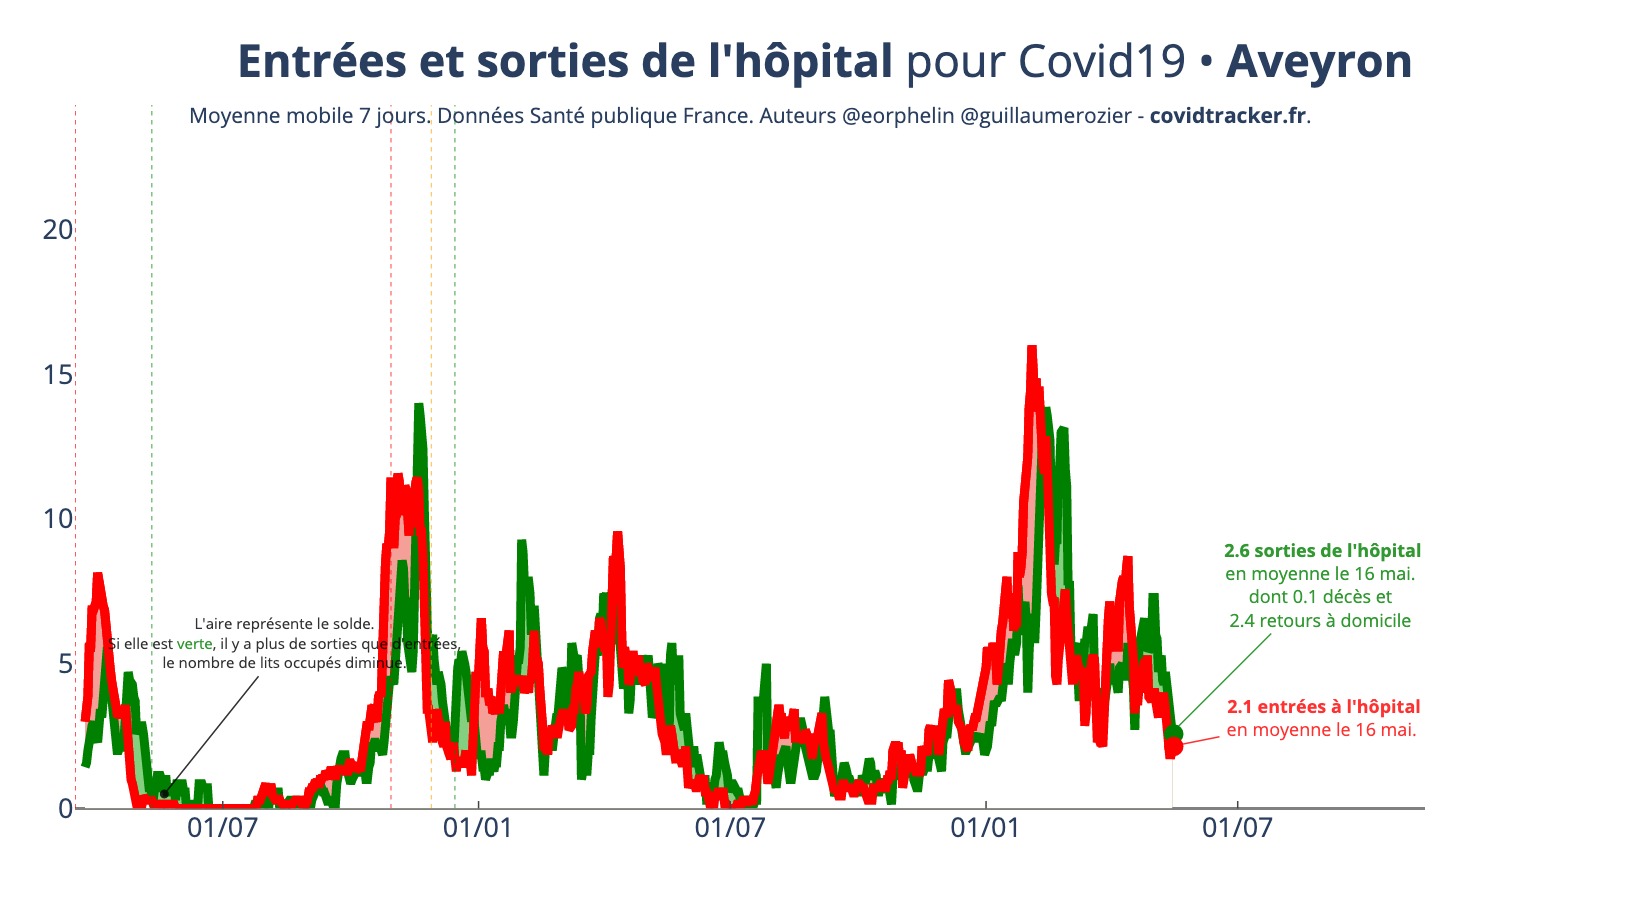 Entrées et sorties de l'hôpital pour Covid19 • Aveyron
Moyenne mobile 7 jours. Données Santé publique France. Auteurs @eorphelin @guillaumerozier - covidtracker.fr.
20
15
10
5
0
L'aire représente le solde.
Si elle est verte, il y a plus de sorties que d'entrées,
le nombre de lits occupés diminue.
2.6 sorties de l'hôpital
en moyenne le 16 mai.
dont 0.1 décès et
2.4 retours à domicile
2.1 entrées à l'hôpital
en moyenne le 16 mai.
01/07
01/01
01/07
01/01
01/07